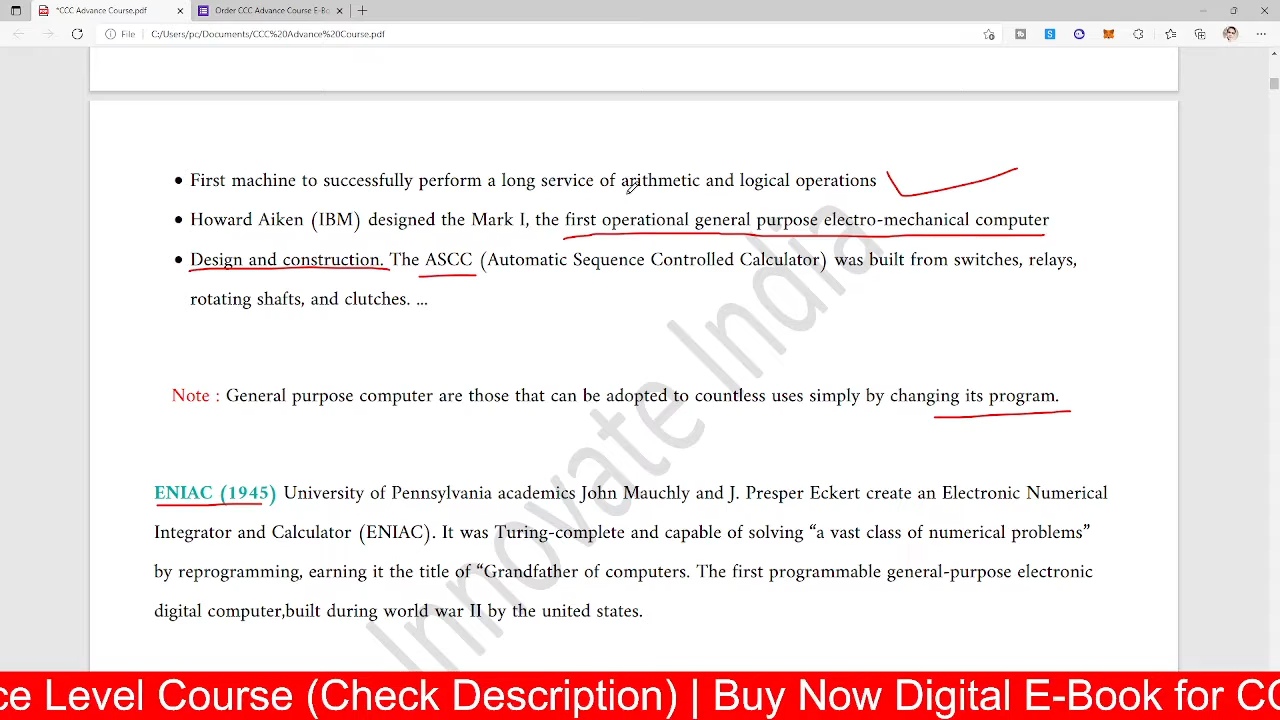 *CCC Advance Course.pdf
Order CCC Advance Course E-Bo
File
C:/Users/pc/Documents/CCC%20Advance%20Course.pdf
• First machine to successfully perform a long service of arithmetic and logical operations
• Howard Aiken (IBM) designed the Mark I, the first operational general purpose electro-mechanical computer
• Design and construction. The ASCC (Automatic Sequence Controlled Calculator) was built from switches, relays,
rotating shafts, and clutches. ...
Note : General purpose computer are those that can be adopted to countless uses simply by changing its program.
ENIAC (1945) University of Pennsylvania academics John Mauchly and J. Presper Eckert create an Electronic Numerical
Integrator and Calculator (ENIAC). It was Turing-complete and capable of solving “a vast class of numerical problems”
by reprogramming, earning it the title of “Grandfather of computers. The first programmable general-purpose electronic
digital computer,built during world war II by the united states.
Innovate India
ce Level Course (Check Description) | Buy Now Digital E-Book for CC